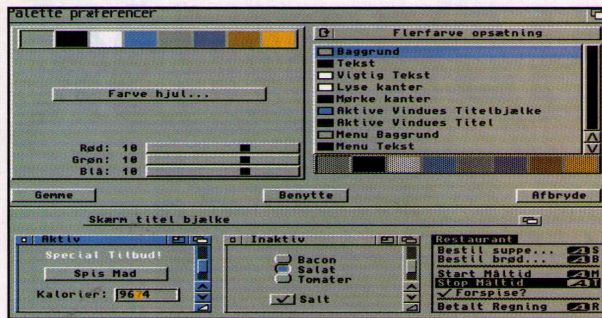 Palette præferencer
Flerfarve opsætning
Baggrund
Tekst
Vigtig Tekst
Lyse kanter
Mørke kanter
Aktive Vindues Titelbjælke
Aktive Vindues Titel
Menu Baggrund
Menu Tekst
Farve hjul...
Rød: 10
Grøn: 10
Blå: 10
Gemme
Benytte
Afbryde
Skærm titel bjælke
Aktiv
Special Tilbud!
Spis Mad
Kalorier: 9674
Inaktiv
Bacon
Salat
Tomater
Salt
Restaurant
Bestil suppe... A S
Bestil brød... A B
Start Måltid A M
Stop Måltid A T
Forspise?
Betalt Regning A R